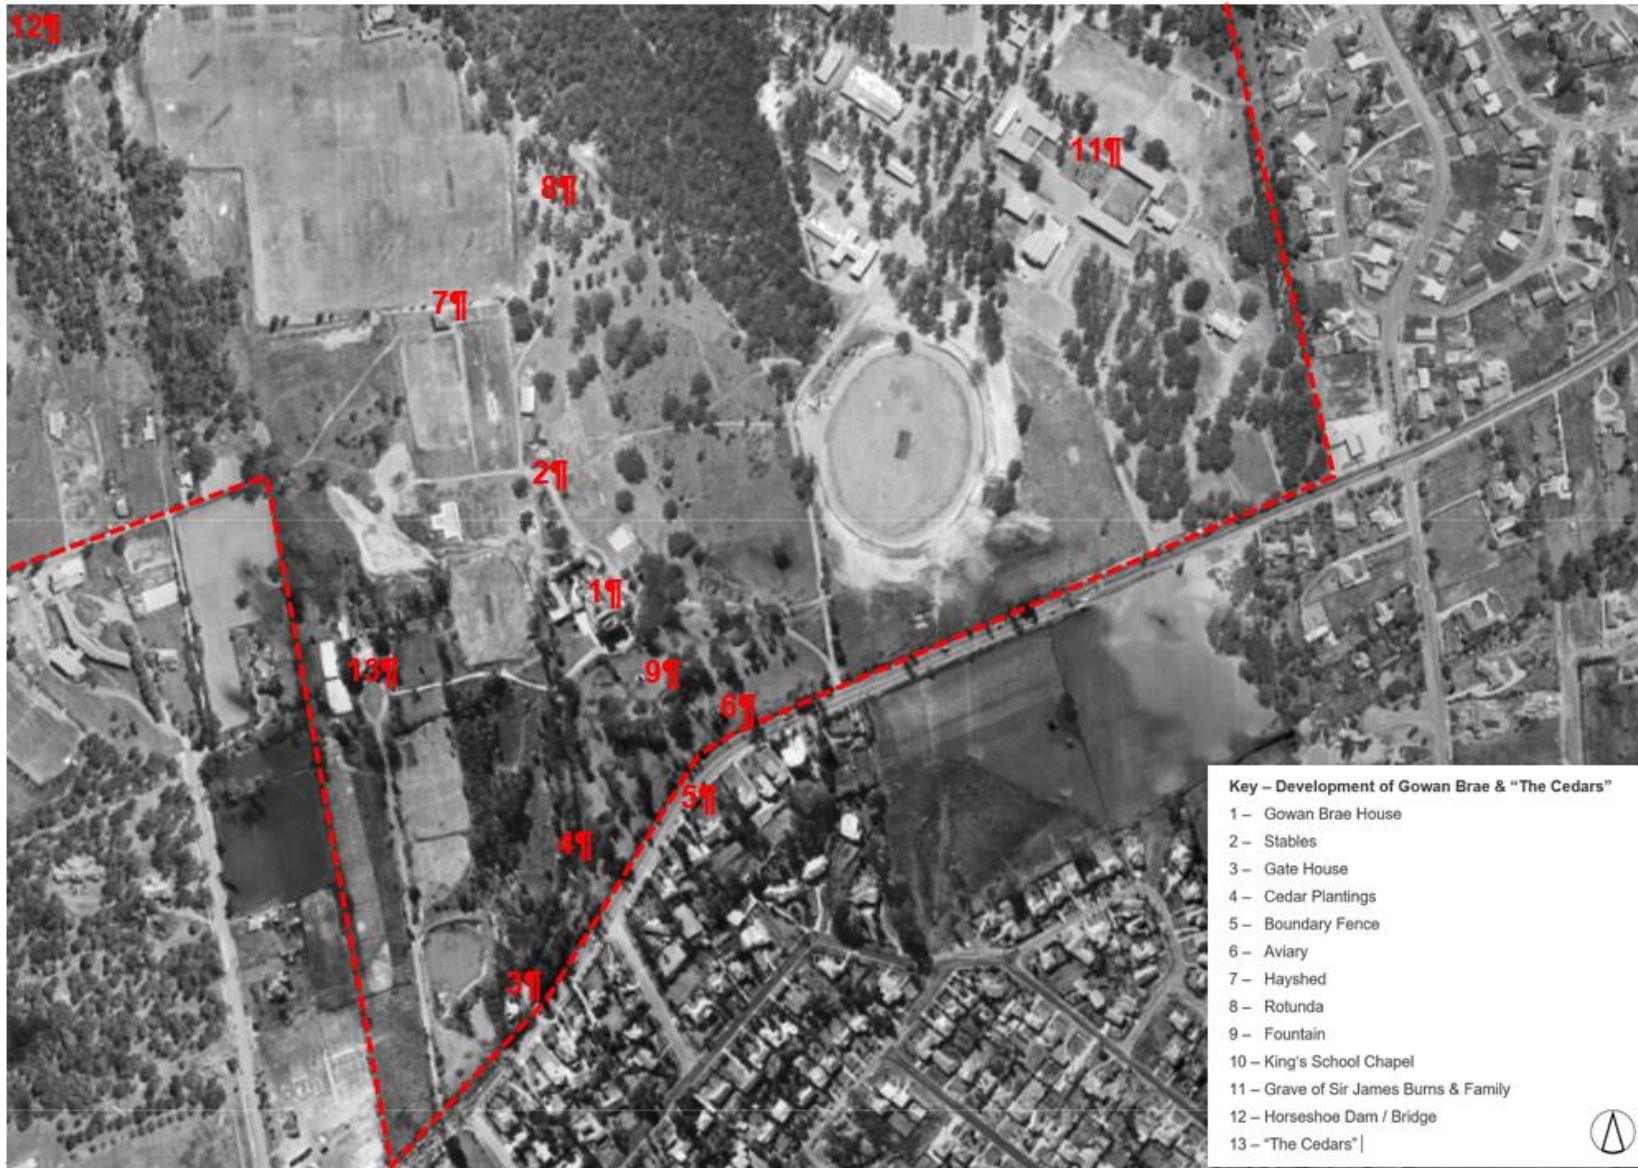 12¶
11¶
8¶
7¶
2¶
1¶
13¶
9¶
6¶
5¶
4¶
3¶
Key – Development of Gowan Brae & “The Cedars”
1 – Gowan Brae House
2 – Stables
3 – Gate House
4 – Cedar Plantings
5 – Boundary Fence
6 – Aviary
7 – Hayshed
8 – Rotunda
9 – Fountain
10 – King's School Chapel
11 – Grave of Sir James Burns & Family
12 – Horseshoe Dam / Bridge
13 – “The Cedars”